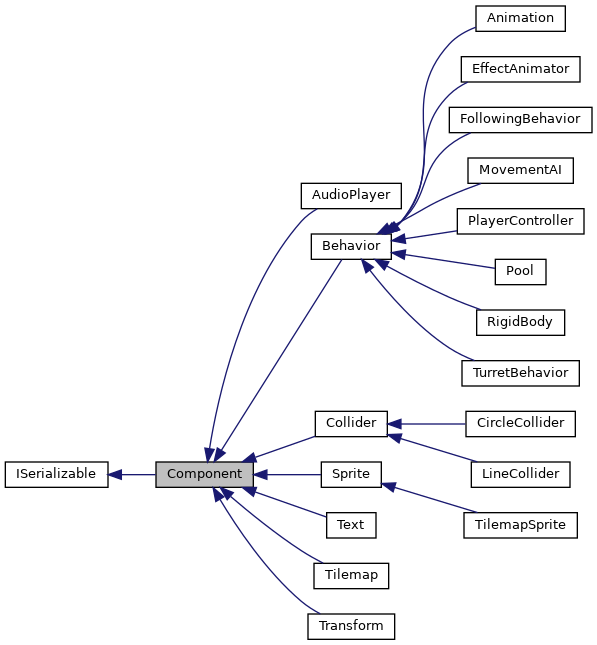 Animation
EffectAnimator
FollowingBehavior
MovementAI
AudioPlayer
PlayerController
Behavior
Pool
RigidBody
TurretBehavior
Collider
CircleCollider
ISerializable
Component
Sprite
LineCollider
Text
TilemapSprite
Tilemap
Transform